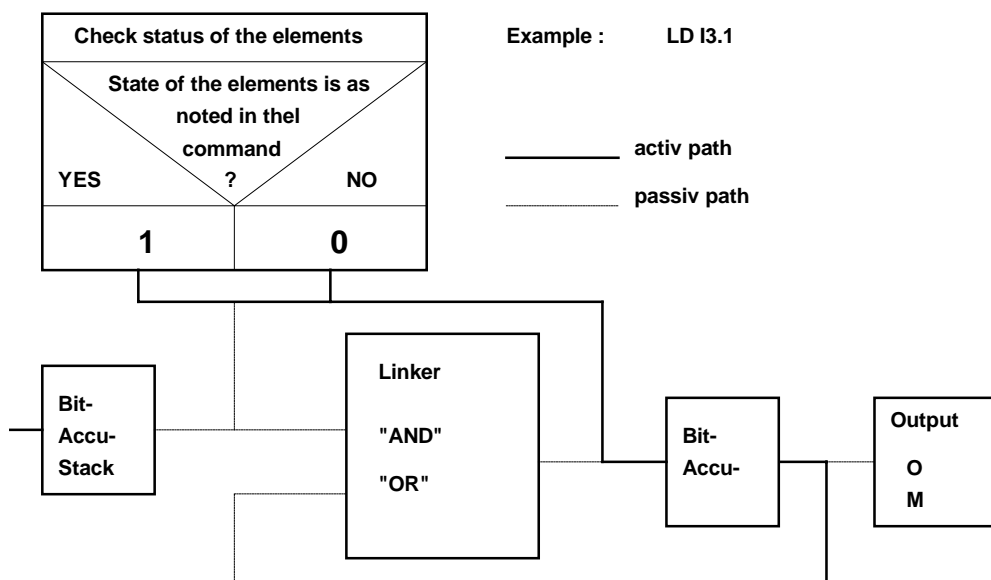 Check status of the elements
Example : LD I3.1
State of the elements is as
noted in thel
command
?
YES
NO
1
0
activ path
passiv path
Bit-
Accu-
Stack
Linker
"AND"
"OR"
Bit-
Accu-
Output
O
M